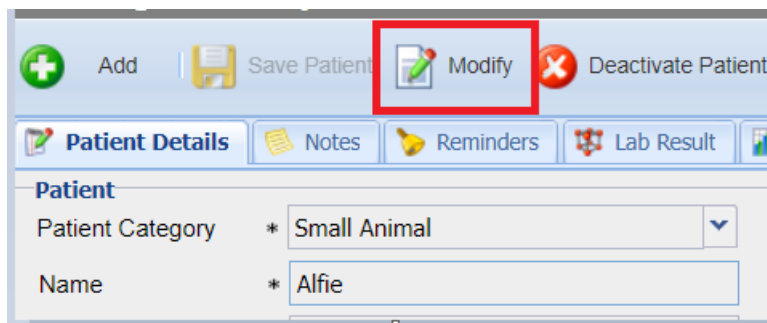 Add Save Patient Modify Deactivate Patient
Patient Details Notes Reminders Lab Result
Patient
Patient Category * Small Animal
Name * Alfie